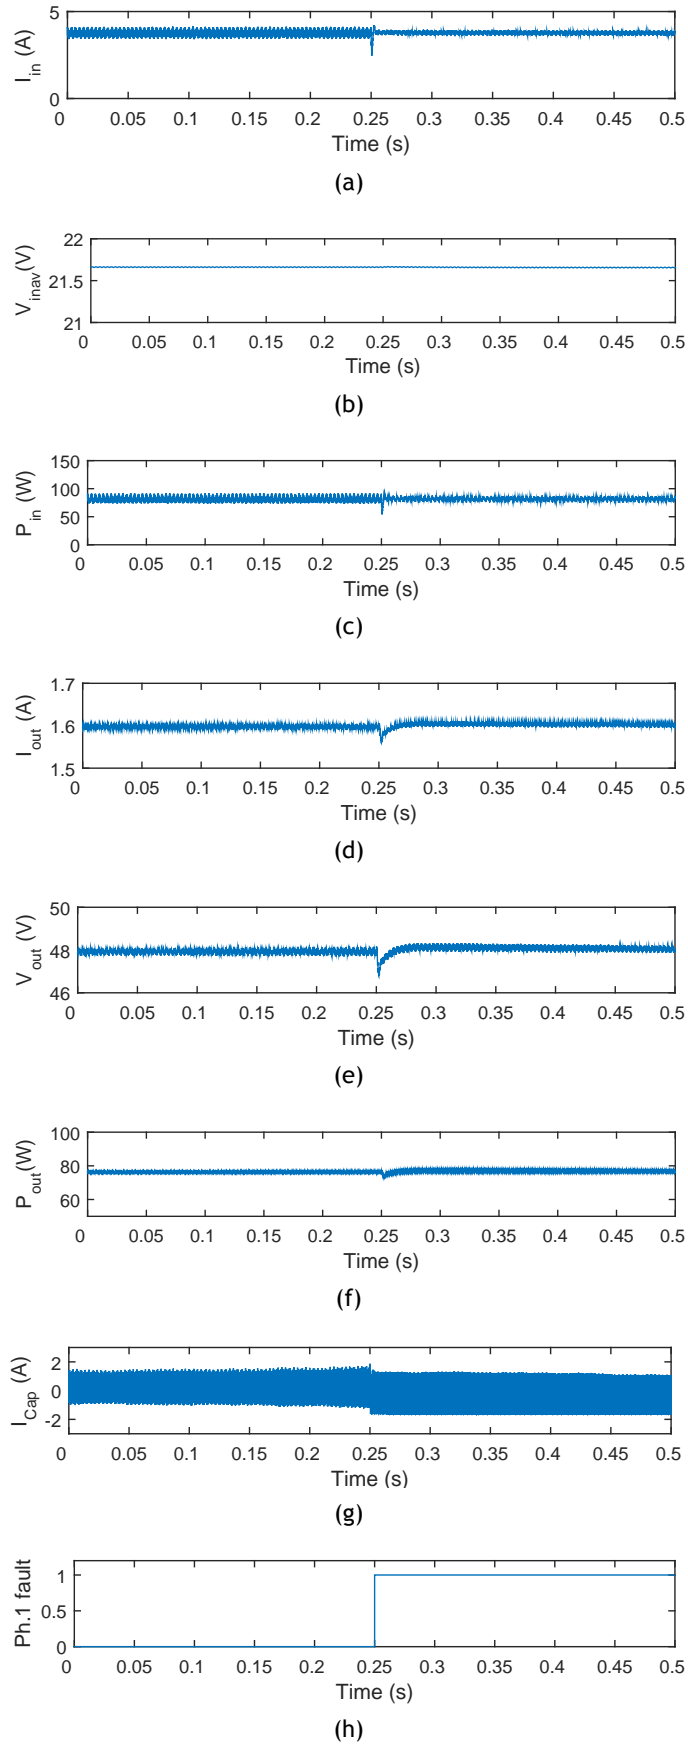 5
0
I_in (A)
0 0.05 0.1 0.15 0.2 0.25 0.3 0.35 0.4 0.45 0.5
Time (s)
(a)
22
21.5
21
V_inav(V)
0 0.05 0.1 0.15 0.2 0.25 0.3 0.35 0.4 0.45 0.5
Time (s)
(b)
150
100
50
0
P_in (W)
0 0.05 0.1 0.15 0.2 0.25 0.3 0.35 0.4 0.45 0.5
Time (s)
(c)
1.7
1.6
1.5
I_out (A)
0 0.05 0.1 0.15 0.2 0.25 0.3 0.35 0.4 0.45 0.5
Time (s)
(d)
50
48
46
V_out (V)
0 0.05 0.1 0.15 0.2 0.25 0.3 0.35 0.4 0.45 0.5
Time (s)
(e)
100
80
60
P_out(W)
0 0.05 0.1 0.15 0.2 0.25 0.3 0.35 0.4 0.45 0.5
Time (s)
(f)
2
0
-2
I_Cap (A)
0 0.05 0.1 0.15 0.2 0.25 0.3 0.35 0.4 0.45 0.5
Time (s)
(g)
1
0.5
0
Ph.1 fault
0 0.05 0.1 0.15 0.2 0.25 0.3 0.35 0.4 0.45 0.5
Time (s)
(h)